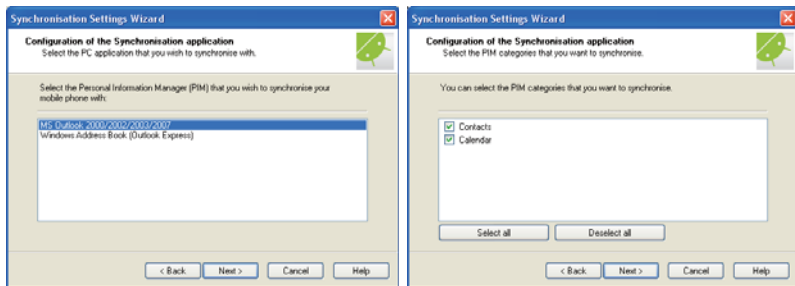 Synchronisation Settings Wizard
Configuration of the Synchronisation application
Select the PC application that you wish to synchronise with.
Select the Personal Information Manager (PIM) that you wish to synchronise your
mobile phone with:
MS Outlook 2000/2002/2003/2007
Windows Address Book (Outlook Express)
< Back
Next >
Cancel
Help
Synchronisation Settings Wizard
Configuration of the Synchronisation application
Select the PIM categories that you want to synchronise.
You can select the PIM categories that you want to synchronise.
Contacts
Calendar
Select all
Deselect all
< Back
Next >
Cancel
Help